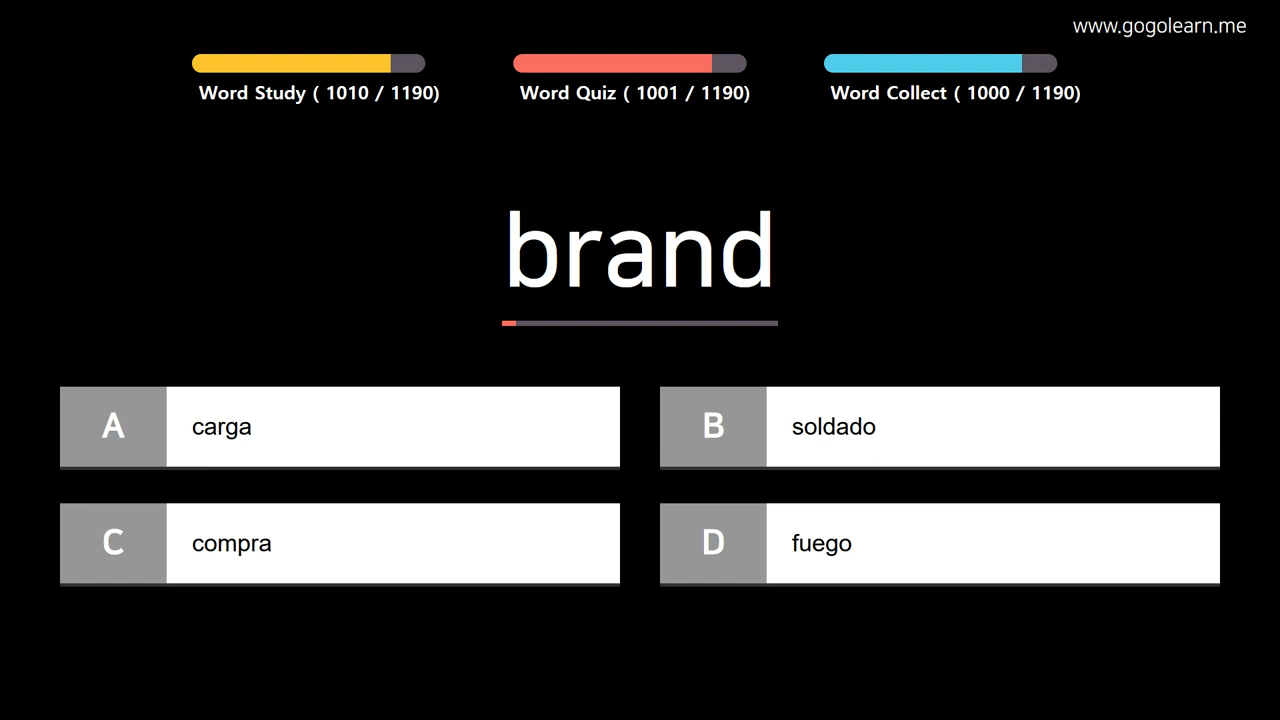 www.gogolearn.me
Word Study ( 1010 / 1190)
Word Quiz ( 1001 / 1190)
Word Collect ( 1000 / 1190)
brand
A carga
B soldado
C compra
D fuego